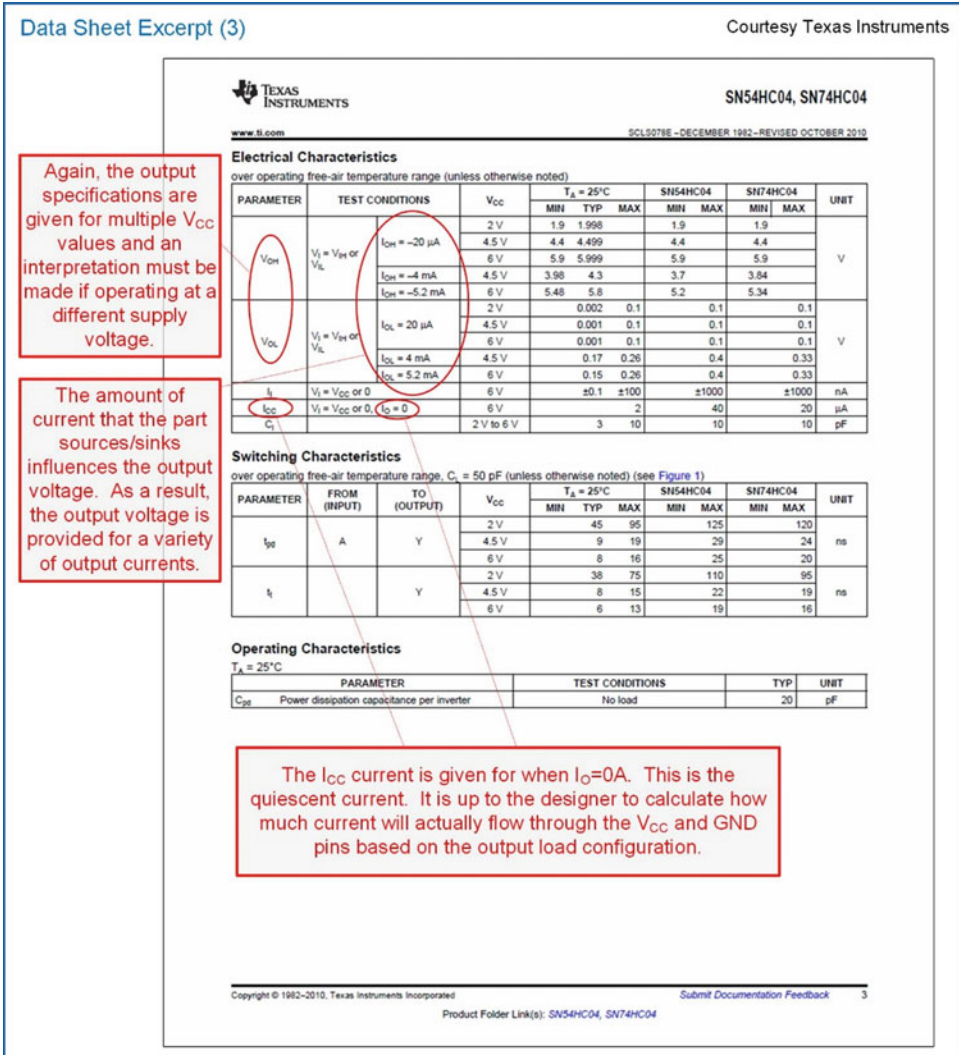 Data Sheet Excerpt (3)
Courtesy Texas Instruments
TEXAS
INSTRUMENTS
SN54HC04, SN74HC04
www.ti.com
SCLS078E – DECEMBER 1982 – REVISED OCTOBER 2010
Electrical Characteristics
over operating free-air temperature range (unless otherwise noted)
PARAMETER TEST CONDITIONS VCC TA = 25°C SN54HC04 SN74HC04 UNIT
MIN TYP MAX MIN MAX MIN MAX
VOH VI = VIH or VIL IOH = –20 µA 2 V 1.9 1.998 1.9 1.9 V
4.5 V 4.4 4.499 4.4 4.4
6 V 5.9 5.999 5.9 5.9
IOH = –4 mA 4.5 V 3.98 4.3 3.7 3.84
IOH = –5.2 mA 6 V 5.48 5.8 5.2 5.34
VOL VI = VIH or VIL IOL = 20 µA 2 V 0.002 0.1 0.1 0.1 V
4.5 V 0.001 0.1 0.1 0.1
6 V 0.001 0.1 0.1 0.1
IOL = 4 mA 4.5 V 0.17 0.26 0.4 0.33
IOL = 5.2 mA 6 V 0.15 0.26 0.4 0.33
II VI = VCC or 0 6 V ±0.1 ±100 ±1000 ±1000 nA
ICC VI = VCC or 0, IO = 0 6 V 2 40 20 µA
Ci 2 V to 6 V 3 10 10 10 pF
Switching Characteristics
over operating free-air temperature range, CL = 50 pF (unless otherwise noted) (see Figure 1)
PARAMETER FROM (INPUT) TO (OUTPUT) VCC TA = 25°C SN54HC04 SN74HC04 UNIT
MIN TYP MAX MIN MAX MIN MAX
tpd A Y 2 V 45 95 125 120 ns
4.5 V 9 19 29 24
6 V 8 16 25 20
tt Y 2 V 38 75 110 95 ns
4.5 V 8 15 22 19
6 V 6 13 19 16
Operating Characteristics
TA = 25°C
PARAMETER TEST CONDITIONS TYP UNIT
Cpd Power dissipation capacitance per inverter No load 20 pF
Again, the output
specifications are
given for multiple VCC
values and an
interpretation must be
made if operating at a
different supply
voltage.
The amount of
current that the part
sources/sinks
influences the output
voltage. As a result,
the output voltage is
provided for a variety
of output currents.
The ICC current is given for when IO=0A. This is the
quiescent current. It is up to the designer to calculate how
much current will actually flow through the VCC and GND
pins based on the output load configuration.
Copyright © 1982–2010, Texas Instruments Incorporated
Submit Documentation Feedback 3
Product Folder Link(s): SN54HC04, SN74HC04